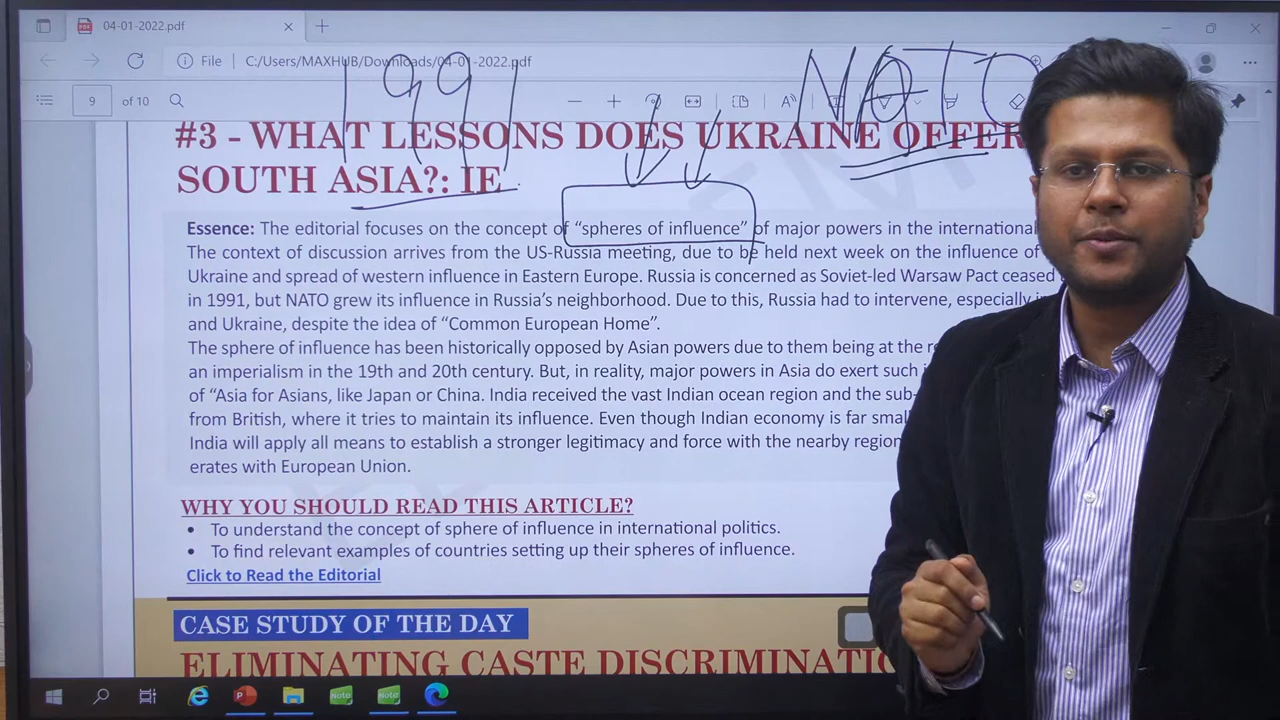 04-01-2022.pdf
File
C:/Users/MAXHUB/Downloads/04-01-2022.pdf
1991
NATO
9 of 10
#3 - WHAT LESSONS DOES UKRAINE OFFER
SOUTH ASIA?: IE
Essence: The editorial focuses on the concept of “spheres of influence” of major powers in the international
The context of discussion arrives from the US-Russia meeting, due to be held next week on the influence of
Ukraine and spread of western influence in Eastern Europe. Russia is concerned as Soviet-led Warsaw Pact ceased
in 1991, but NATO grew its influence in Russia’s neighborhood. Due to this, Russia had to intervene, especially
and Ukraine, despite the idea of “Common European Home”.
The sphere of influence has been historically opposed by Asian powers due to them being at the
an imperialism in the 19th and 20th century. But, in reality, major powers in Asia do exert such
of “Asia for Asians, like Japan or China. India received the vast Indian ocean region and the sub-
from British, where it tries to maintain its influence. Even though Indian economy is far
India will apply all means to establish a stronger legitimacy and force with the nearby region
erates with European Union.
WHY YOU SHOULD READ THIS ARTICLE?
• To understand the concept of sphere of influence in international politics.
• To find relevant examples of countries setting up their spheres of influence.
Click to Read the Editorial
CASE STUDY OF THE DAY
ELIMINATING CASTE